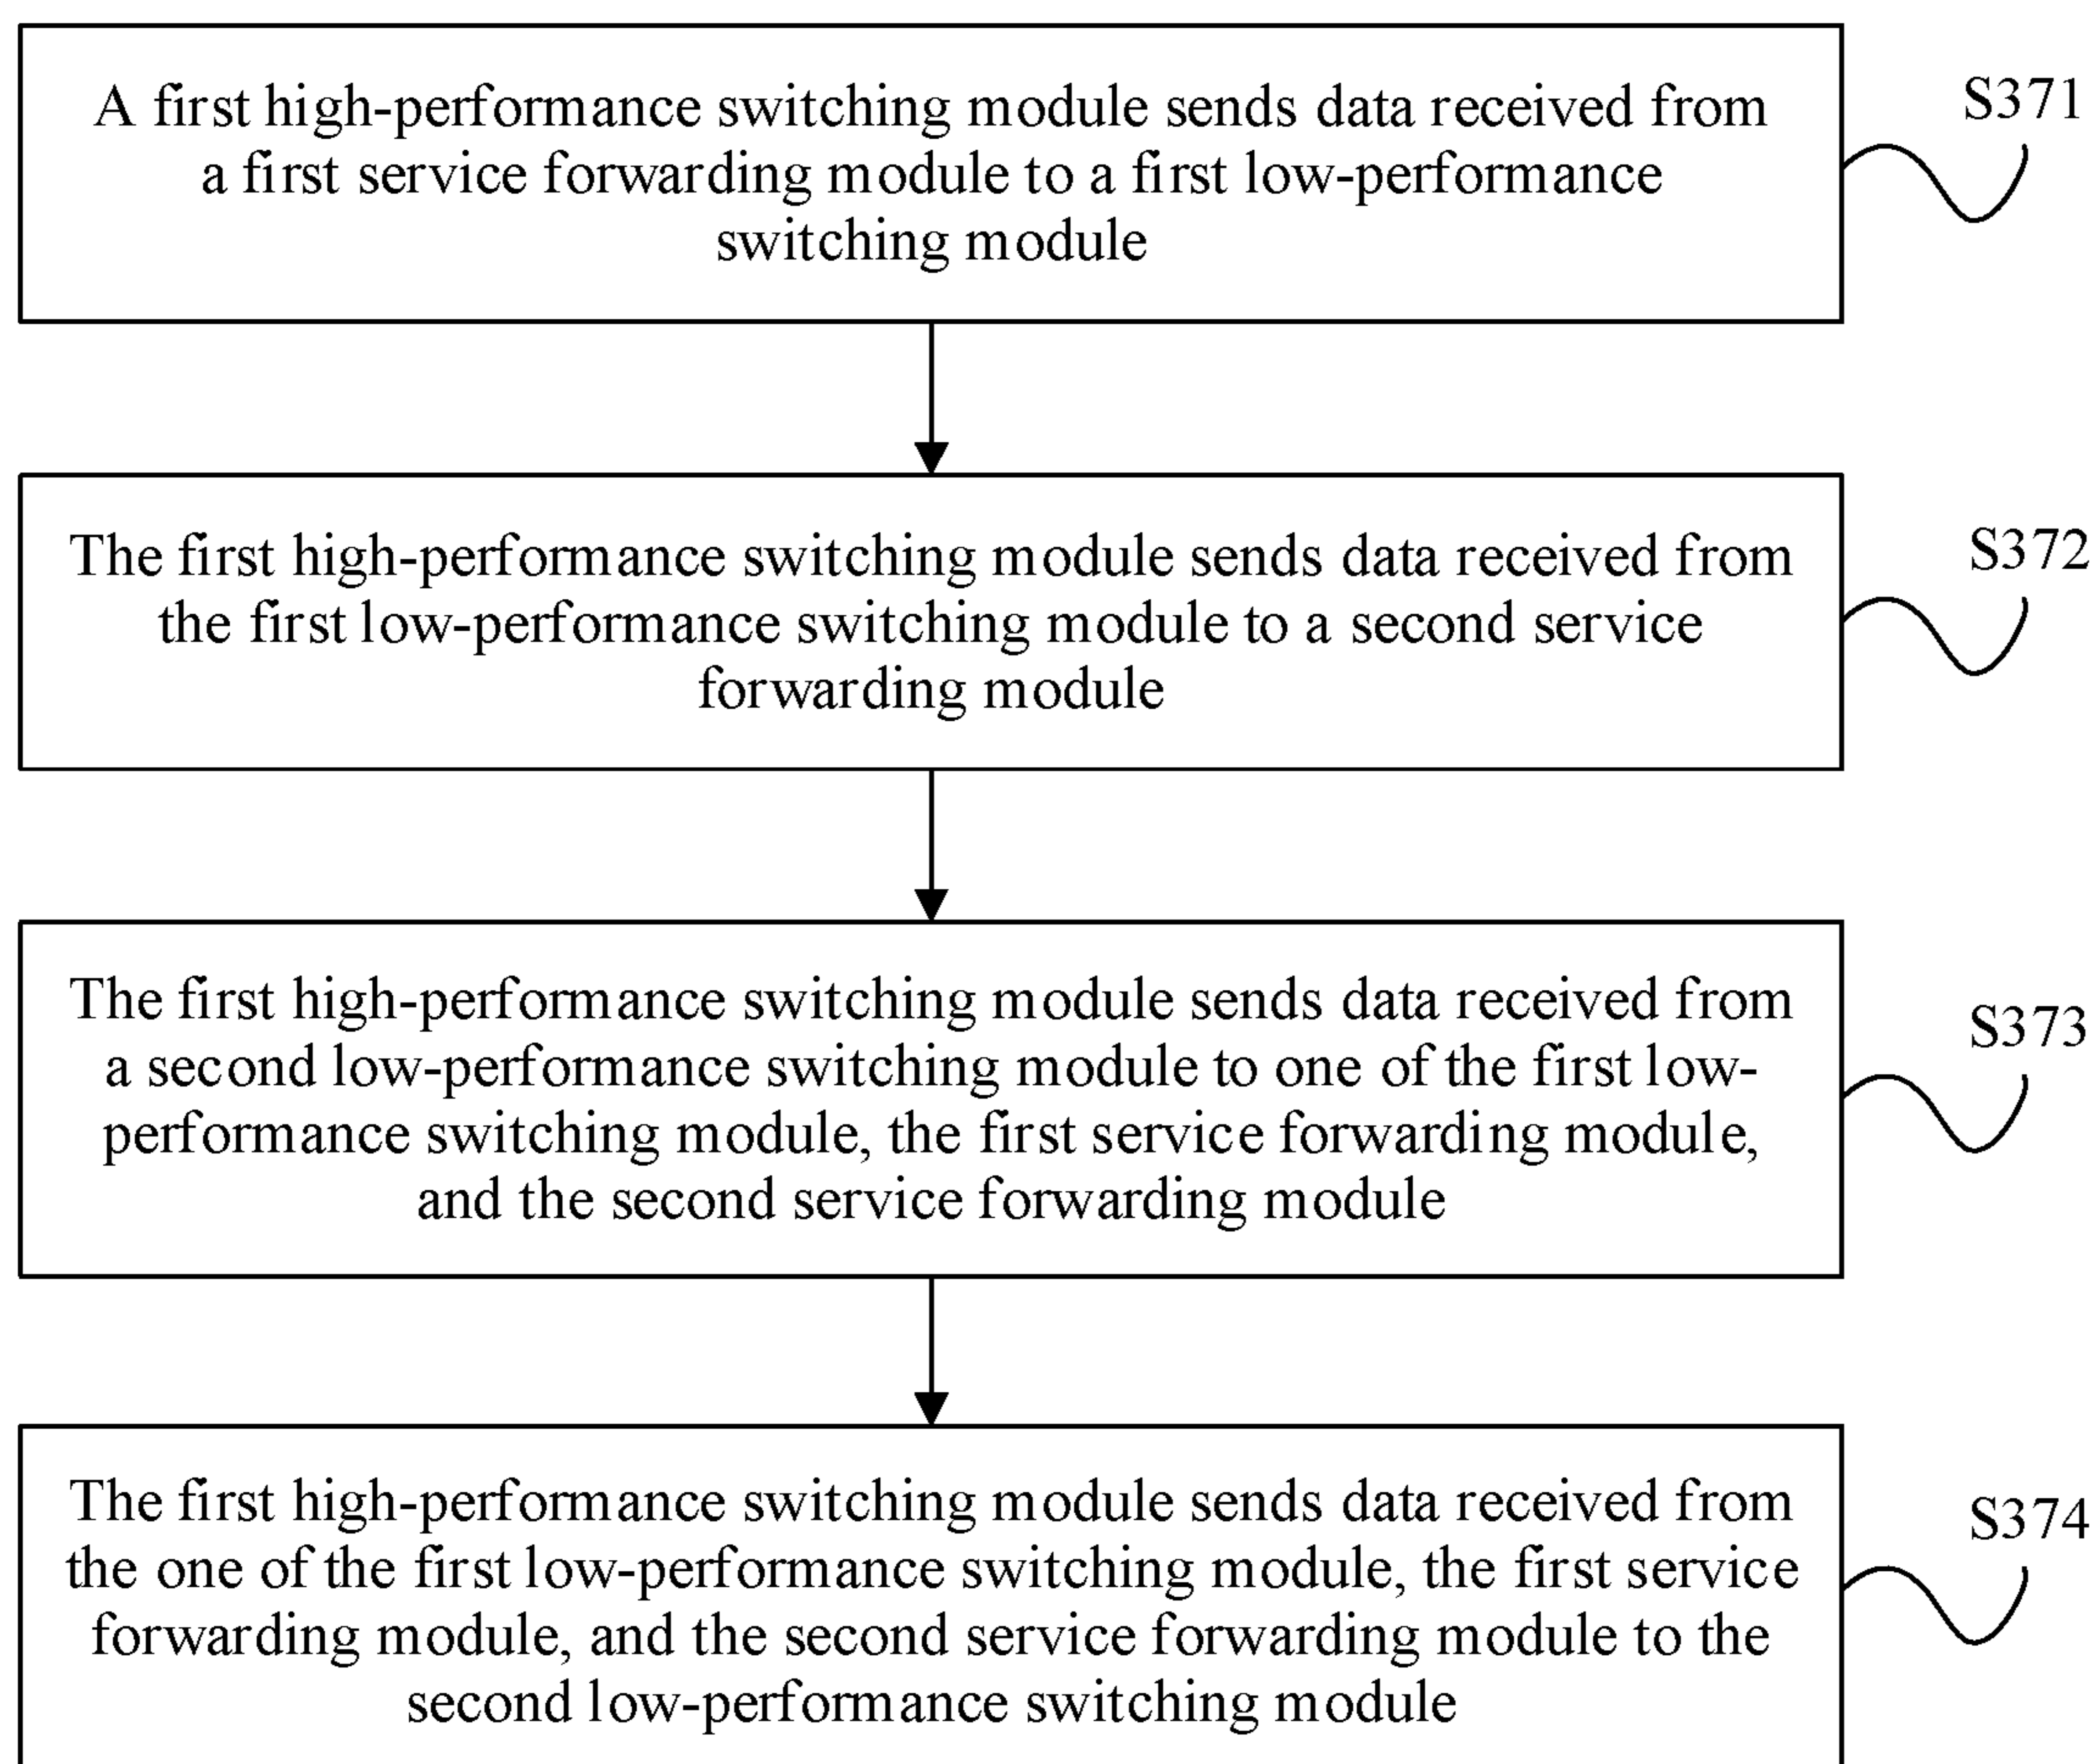 A first high-performance switching module sends data received from
a first service forwarding module to a first low-performance
switching module
S371
The first high-performance switching module sends data received from
the first low-performance switching module to a second service
forwarding module
S372
The first high-performance switching module sends data received from
a second low-performance switching module to one of the first low-
performance switching module, the first service forwarding module,
and the second service forwarding module
S373
The first high-performance switching module sends data received from
the one of the first low-performance switching module, the first service
forwarding module, and the second service forwarding module to the
second low-performance switching module
S374